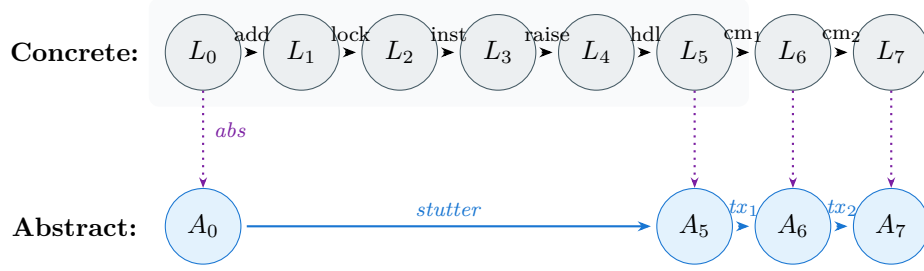 add lock inst raise hdl cm₁ cm₂
Concrete: L₀ L₁ L₂ L₃ L₄ L₅ L₆ L₇
abs
stutter tx₁ tx₂
Abstract: A₀ A₅ A₆ A₇